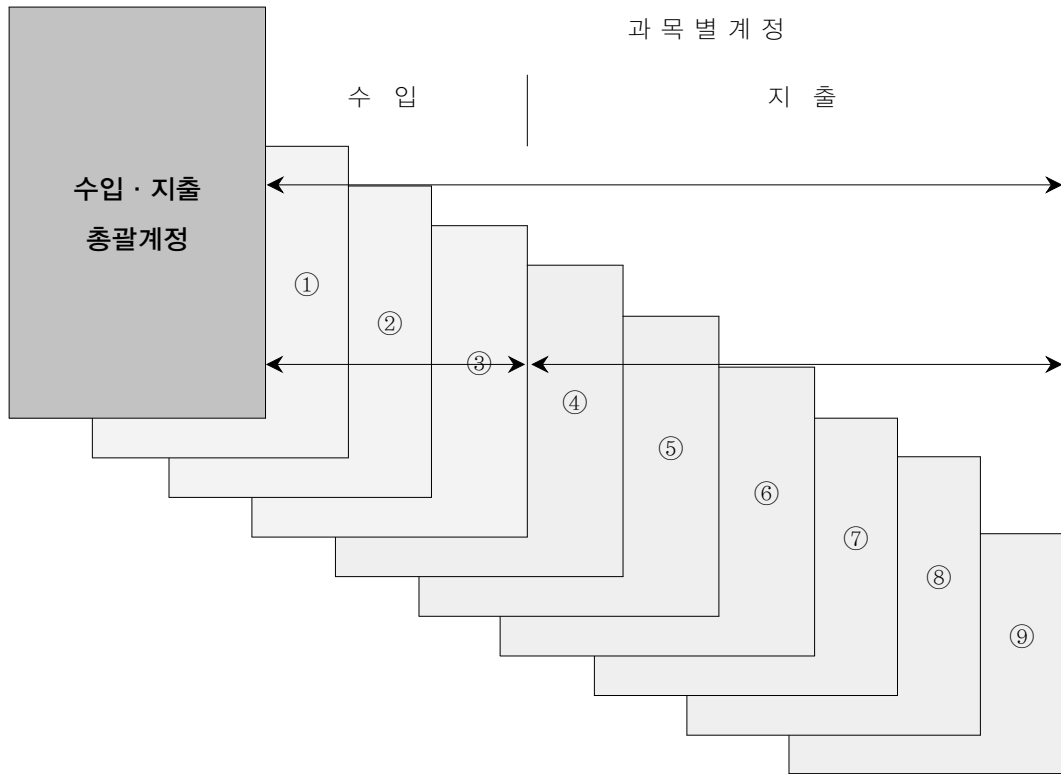 과 목 별 계 정
수 입
지 출
수입 · 지출
총괄계정
①
②
③
④
⑤
⑥
⑦
⑧
⑨